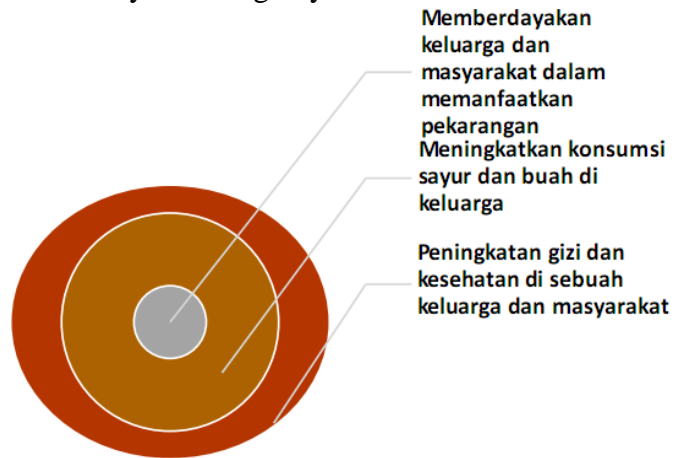 Memberdayakan
keluarga dan
masyarakat dalam
memanfaatkan
pekarangan
Meningkatkan konsumsi
sayur dan buah di
keluarga
Peningkatan gizi dan
kesehatan di sebuah
keluarga dan masyarakat